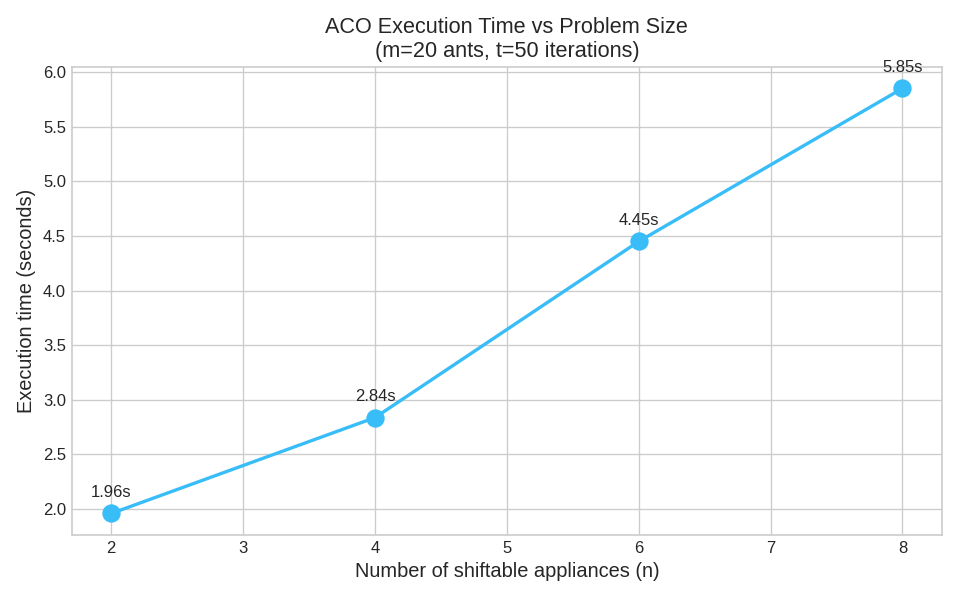 ACO Execution Time vs Problem Size
(m=20 ants, t=50 iterations)
Execution time (seconds)
6.0
5.5
5.0
4.5
4.0
3.5
3.0
2.5
2.0
1.96s
2.84s
4.45s
5.85s
2 3 4 5 6 7 8
Number of shiftable appliances (n)